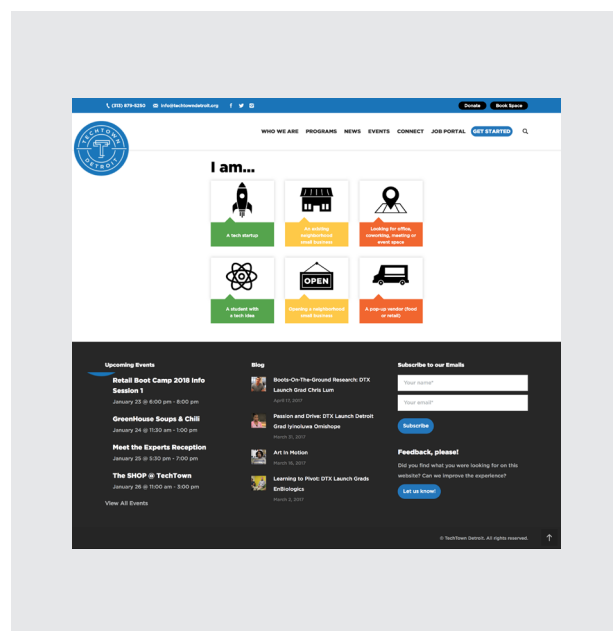 (313) 879-5250 info@techtowndetroit.org
Donate Book Space
TECHTOWN
DETROIT
WHO WE ARE PROGRAMS NEWS EVENTS CONNECT JOB PORTAL GET STARTED
I am...
A tech startup
An existing
neighborhood
small business
Looking for office,
coworking, meeting or
event space
OPEN
A student with
a tech idea
Opening a neighborhood
small business
A pop-up vendor (food
or retail)
Upcoming Events
Retail Boot Camp 2018 Info
Session 1
January 23 @ 6:00 pm - 8:00 pm
GreenHouse Soups & Chili
January 24 @ 11:30 am - 1:00 pm
Meet the Experts Reception
January 25 @ 5:30 pm - 7:00 pm
The SHOP @ TechTown
January 26 @ 11:00 am - 3:00 pm
View All Events
Blog
Boots-On-The-Ground Research: DTX
Launch Grad Chris Lum
April 17, 2017
Passion and Drive: DTX Launch Detroit
Grad Iyinoluwa Omishope
March 31, 2017
Art In Motion
March 16, 2017
Learning to Pivot: DTX Launch Grads
EnBiologics
March 2, 2017
Subscribe to our Emails
Your name*
Your email*
Subscribe
Feedback, please!
Did you find what you were looking for on this
website? Can we improve the experience?
Let us know!
© TechTown Detroit. All rights reserved.